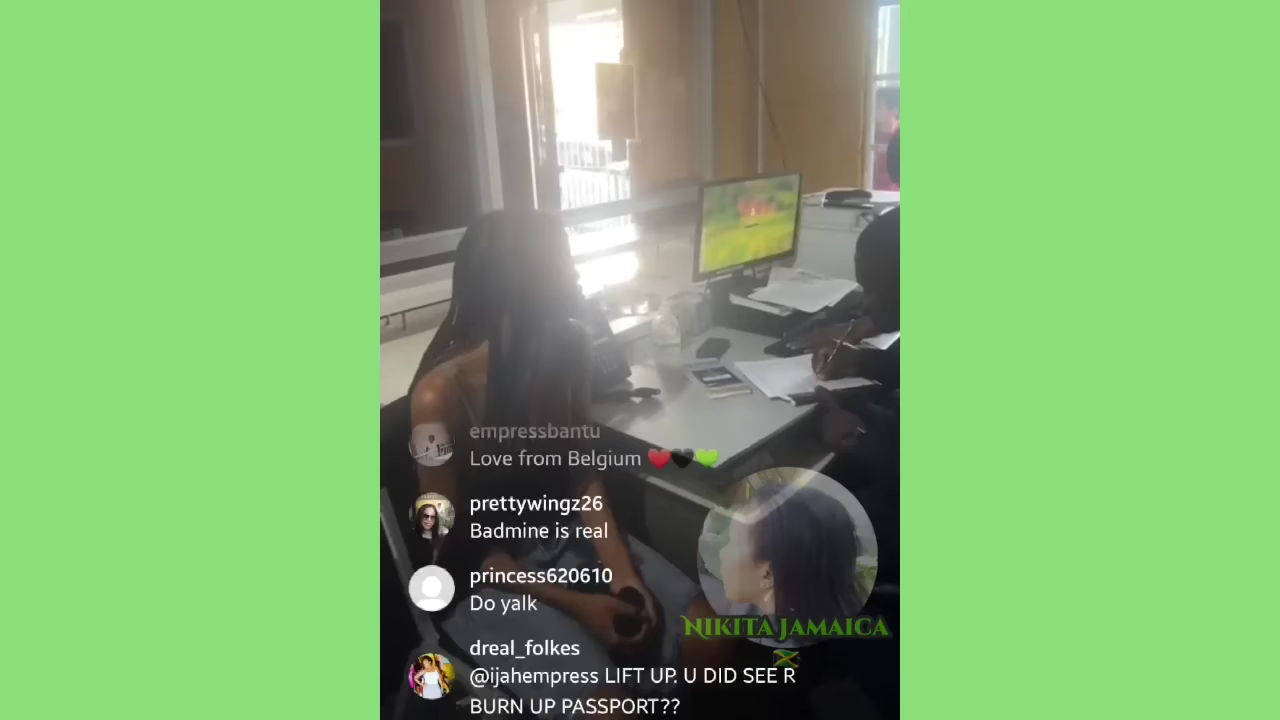 empressbantu
Love from Belgium ❤️🖤💚
prettywingz26
Badmine is real
princess620610
Do yalk
dreal_folkes
@ijahempress LIFT UP. U DID SEE R
BURN UP PASSPORT??
NIKITA JAMAICA